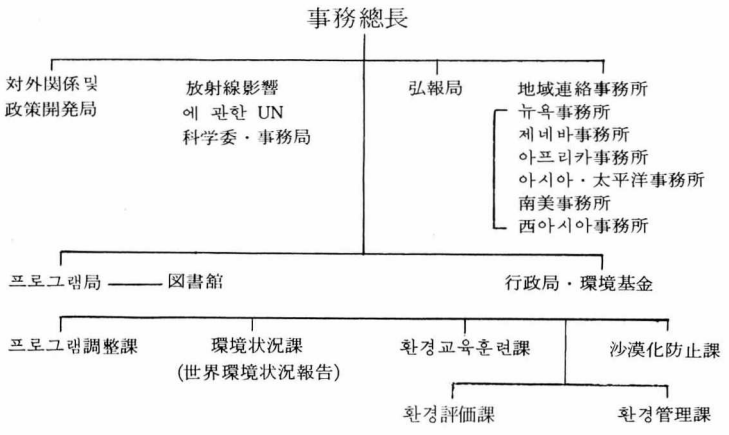 事務總長
対外関係 및
政策開発局
放射線影響
에 관한 UN
科学委・事務局
弘報局
地域連絡事務所
뉴욕事務所
제네바事務所
아프리카事務所
아시아・太平洋事務所
南美事務所
西아시아事務所
프로그램局
図書舘
行政局・環境基金
프로그램調整課
環境状況課
(世界環境状況報告)
환경교육훈련課
沙漠化防止課
환경評価課
환경管理課